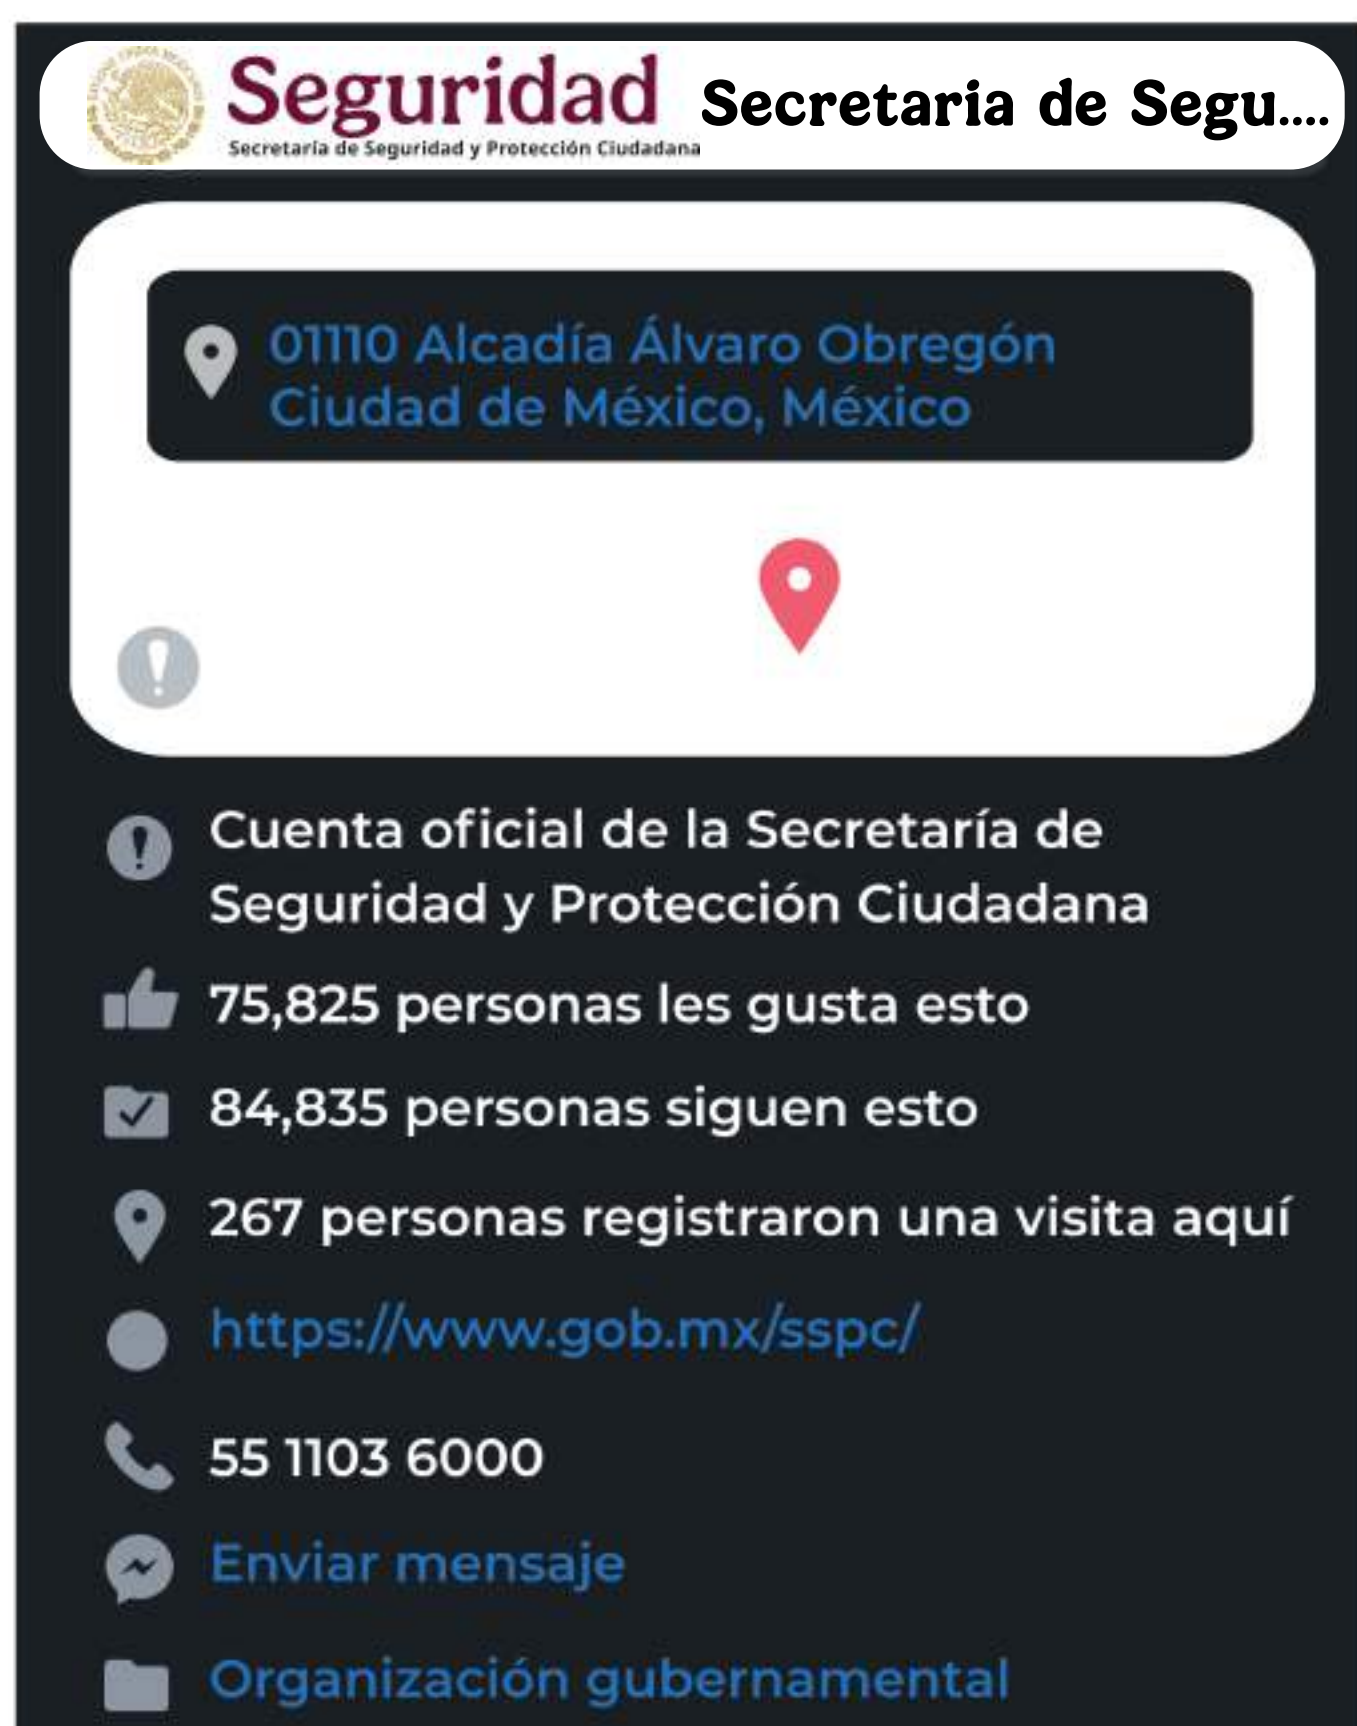 Seguridad
Secretaría de Seguridad y Protección Ciudadana
Secretaria de Segu....
01110 Alcadía Álvaro Obregón
Ciudad de México, México
Cuenta oficial de la Secretaría de
Seguridad y Protección Ciudadana
75,825 personas les gusta esto
84,835 personas siguen esto
267 personas registraron una visita aquí
https://www.gob.mx/sspc/
55 1103 6000
Enviar mensaje
Organización gubernamental